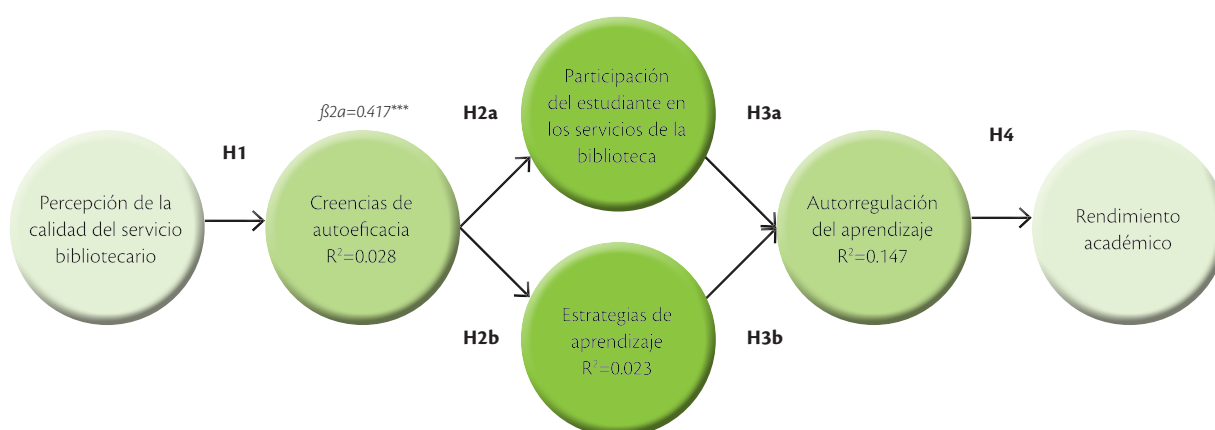 Percepción de la
calidad del servicio
bibliotecario
H1
ß2a=0.417***
Creencias de
autoeficacia
R²=0.028
H2a
Participación
del estudiante en
los servicios de la
biblioteca
H2b
Estrategias de
aprendizaje
R²=0.023
H3a
H3b
Autorregulación
del aprendizaje
R²=0.147
H4
Rendimiento
académico